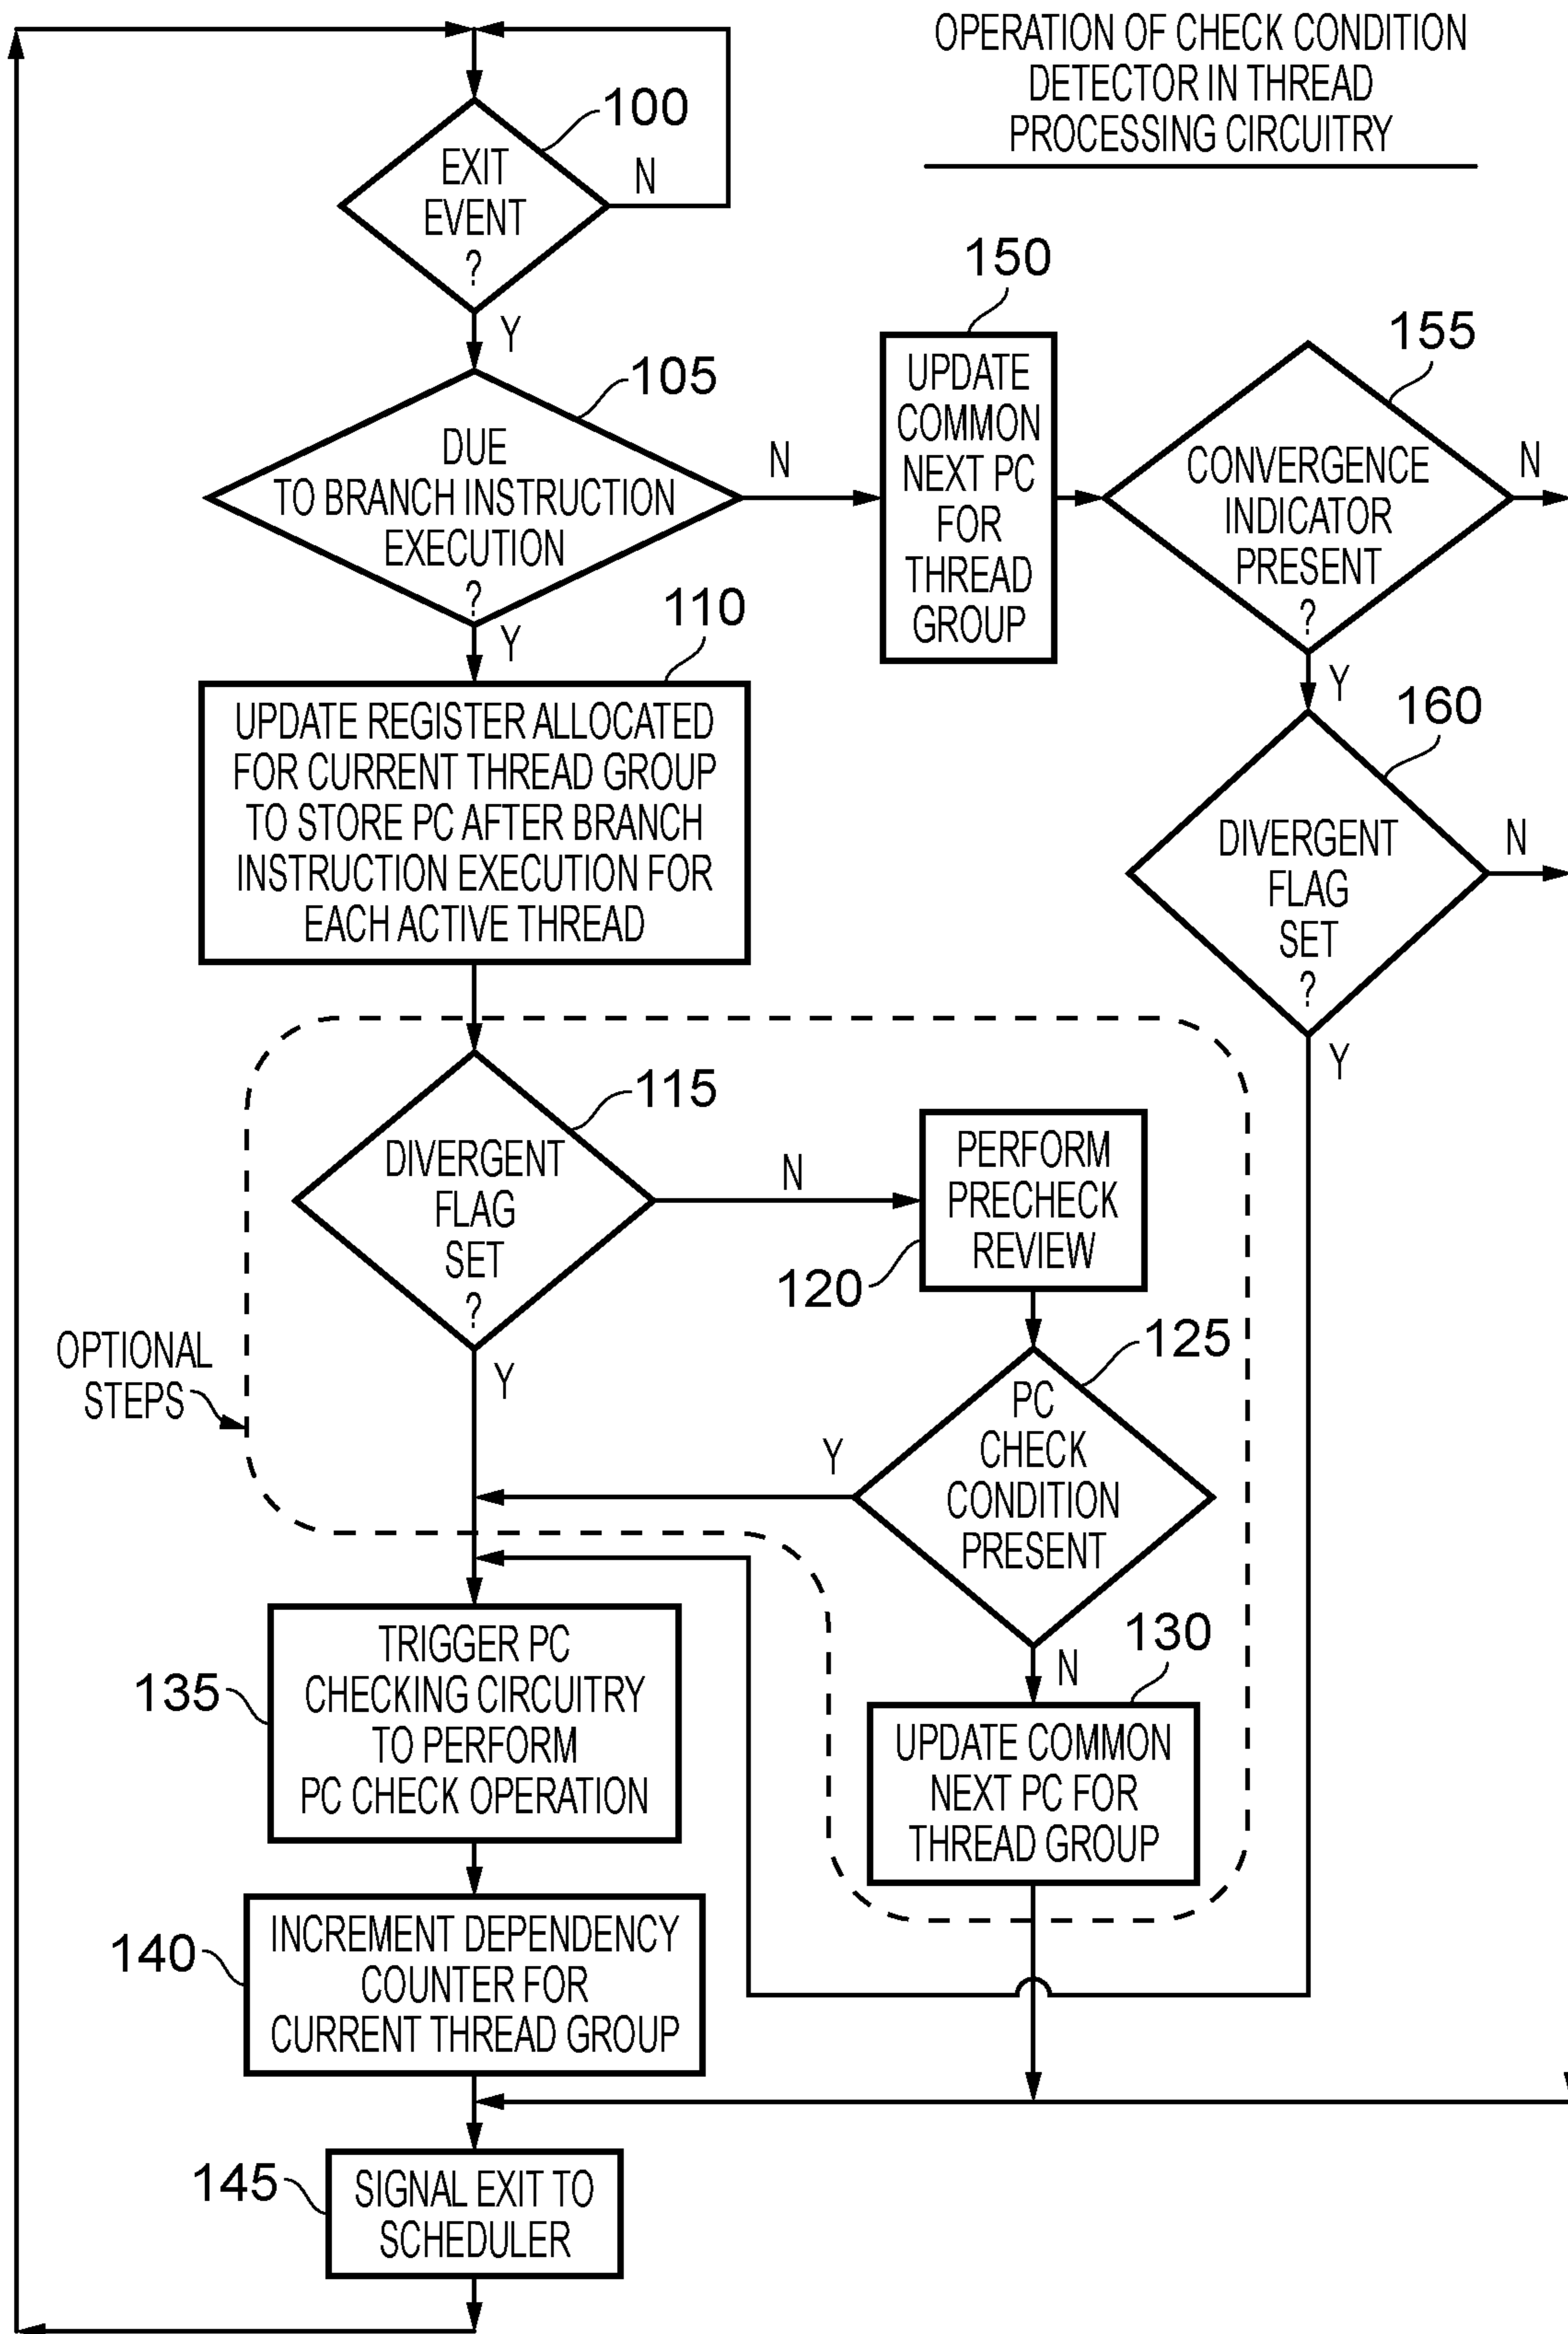 OPERATION OF CHECK CONDITION
DETECTOR IN THREAD
PROCESSING CIRCUITRY
100
EXIT
EVENT
?
N
Y
105
DUE
TO BRANCH INSTRUCTION
EXECUTION
?
N
Y
150
UPDATE
COMMON
NEXT PC
FOR
THREAD
GROUP
155
CONVERGENCE
INDICATOR
PRESENT
?
N
Y
160
DIVERGENT
FLAG
SET
?
N
Y
110
UPDATE REGISTER ALLOCATED
FOR CURRENT THREAD GROUP
TO STORE PC AFTER BRANCH
INSTRUCTION EXECUTION FOR
EACH ACTIVE THREAD
115
DIVERGENT
FLAG
SET
?
N
Y
PERFORM
PRECHECK
REVIEW
120
OPTIONAL
STEPS
125
PC
CHECK
CONDITION
PRESENT
Y
N
130
UPDATE COMMON
NEXT PC FOR
THREAD GROUP
135
TRIGGER PC
CHECKING CIRCUITRY
TO PERFORM
PC CHECK OPERATION
140
INCREMENT DEPENDENCY
COUNTER FOR
CURRENT THREAD GROUP
145
SIGNAL EXIT TO
SCHEDULER